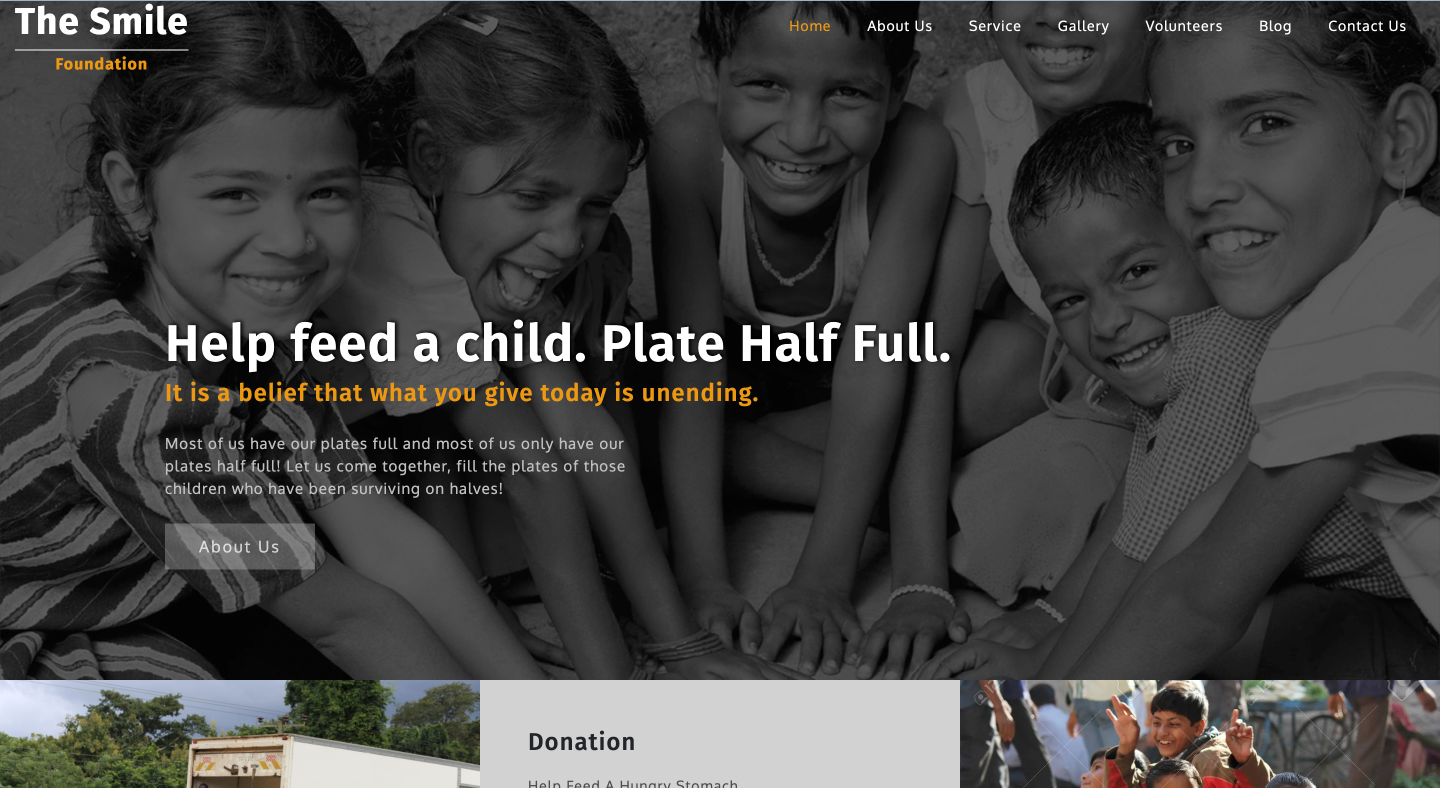 The Smile
Foundation
Home About Us Service Gallery Volunteers Blog Contact Us
Help feed a child. Plate Half Full.
It is a belief that what you give today is unending.
Most of us have our plates full and most of us only have our
plates half full! Let us come together, fill the plates of those
children who have been surviving on halves!
About Us
Donation
Help Feed A Hungry Stomach